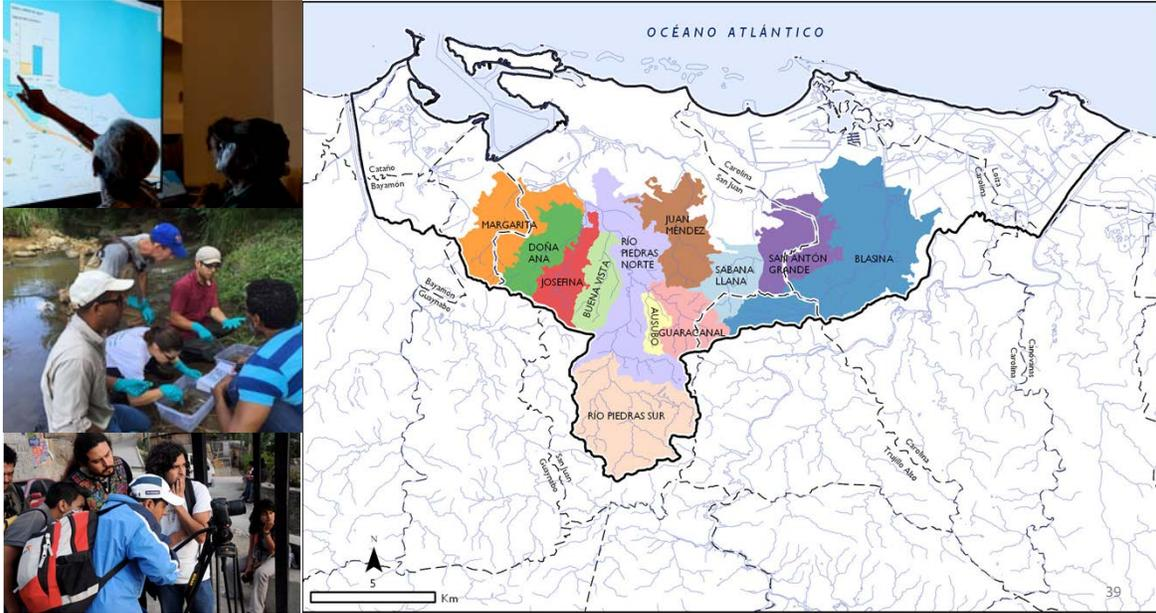 OCÉANO ATLÁNTICO
Cataño
Bayamón
Carolina
San Juan
Loíza
Carolina
MARGARITA
DOÑA
ANA
JOSEFINA
BUENA VISTA
RÍO
PIEDRAS
NORTE
JUAN
MÉNDEZ
SABANA
LLANA
SAN ANTÓN
GRANDE
BLASINA
AUSUBO
GUARACANAL
RÍO PIEDRAS SUR
Bayamón
Guaynabo
Canóvanas
Carolina
San Juan
Guaynabo
Carolina
Trujillo Alto
N
5
Km
39